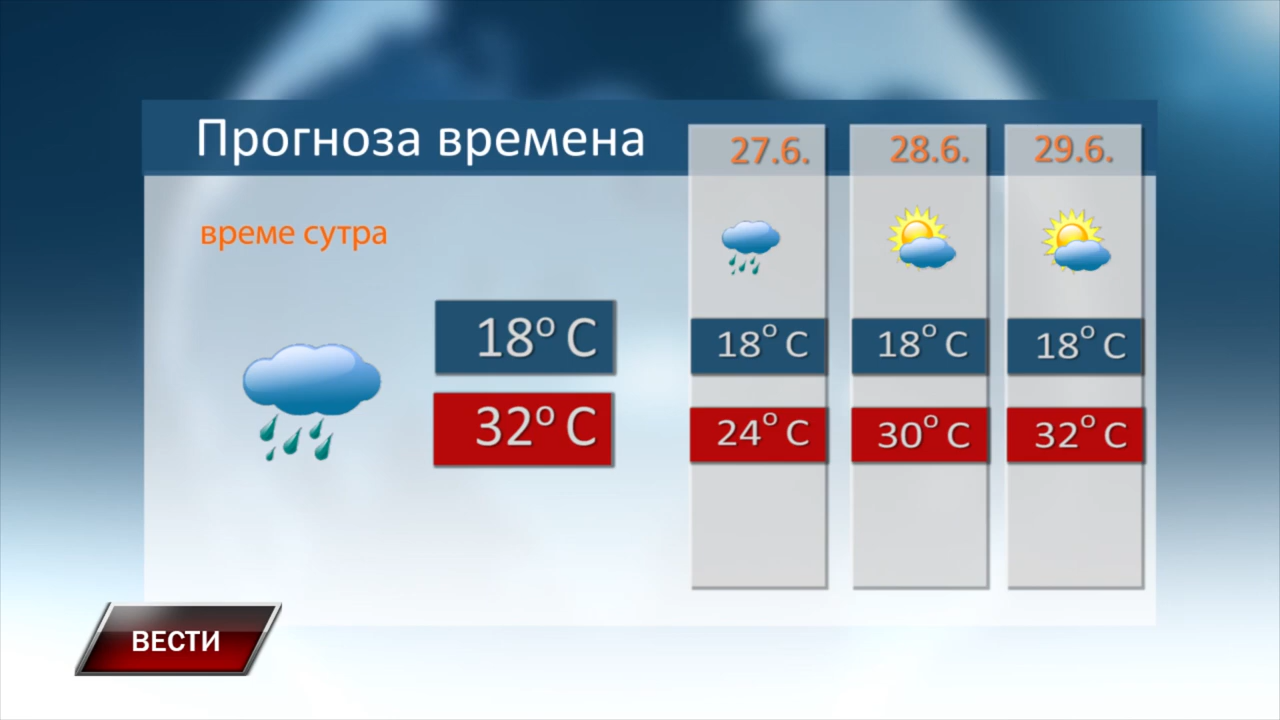 Прогноза времена
време сутра
18° C
32° C
27.6. 28.6. 29.6.
18° C 18° C 18° C
24° C 30° C 32° C
ВЕСТИ